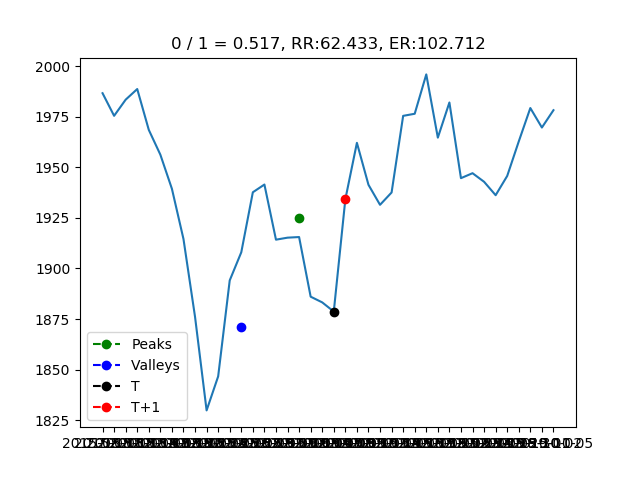 0 / 1 = 0.517, RR:62.433, ER:102.712
2000
1975
1950
1925
1900
1875
1850
1825
Peaks
Valleys
T
T+1